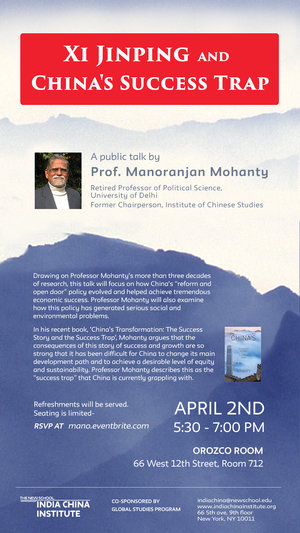 XI JINPING AND
CHINA'S SUCCESS TRAP
A public talk by
Prof. Manoranjan Mohanty
Retired Professor of Political Science,
University of Delhi
Former Chairperson, Institute of Chinese Studies
Drawing on Professor Mohanty's more than three decades
of research, this talk will focus on how China's "reform and
open door" policy evolved and helped achieve tremendous
economic success. Professor Mohanty will also examine
how this policy has generated serious social and
environmental problems.
In his recent book, 'China's Transformation: The Success
Story and the Success Trap', Mohanty argues that the
consequences of this story of success and growth are so
strong that it has been difficult for China to change its main
development path and to achieve a desirable level of equity
and sustainability. Professor Mohanty describes this as the
"success trap" that China is currently grappling with.
CHINA'S
Refreshments will be served.
Seating is limited-
RSVP AT mano.eventbrite.com
APRIL 2ND
5:30 - 7:00 PM
OROZCO ROOM
66 West 12th Street, Room 712
THE NEW SCHOOL
INDIA CHINA
INSTITUTE
CO-SPONSORED BY
GLOBAL STUDIES PROGRAM
indiachina@newschool.edu
www.indiachinainstitute.org
66 5th ave, 9th floor
New York, NY 10011